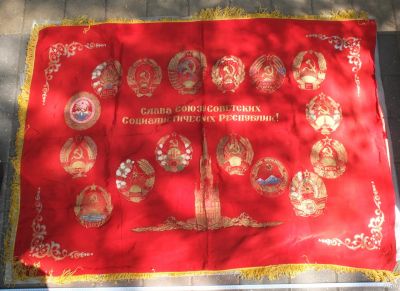 Слава Союзу Советских
Социалистических Республик!